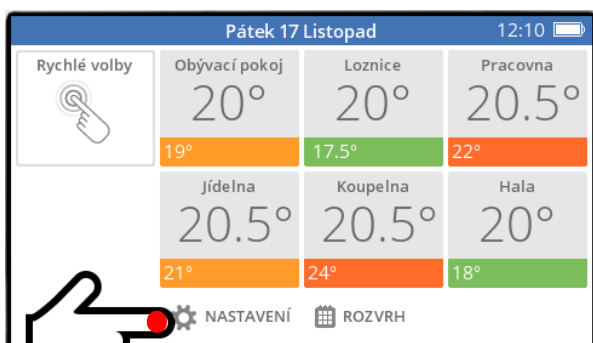 Pátek 17 Listopad 12:10
Rychlé volby
Obývací pokoj
20°
19°
Loznice
20°
17.5°
Pracovna
20.5°
22°
Jídelna
20.5°
21°
Koupelna
20.5°
24°
Hala
20°
18°
NASTAVENÍ ROZVRH